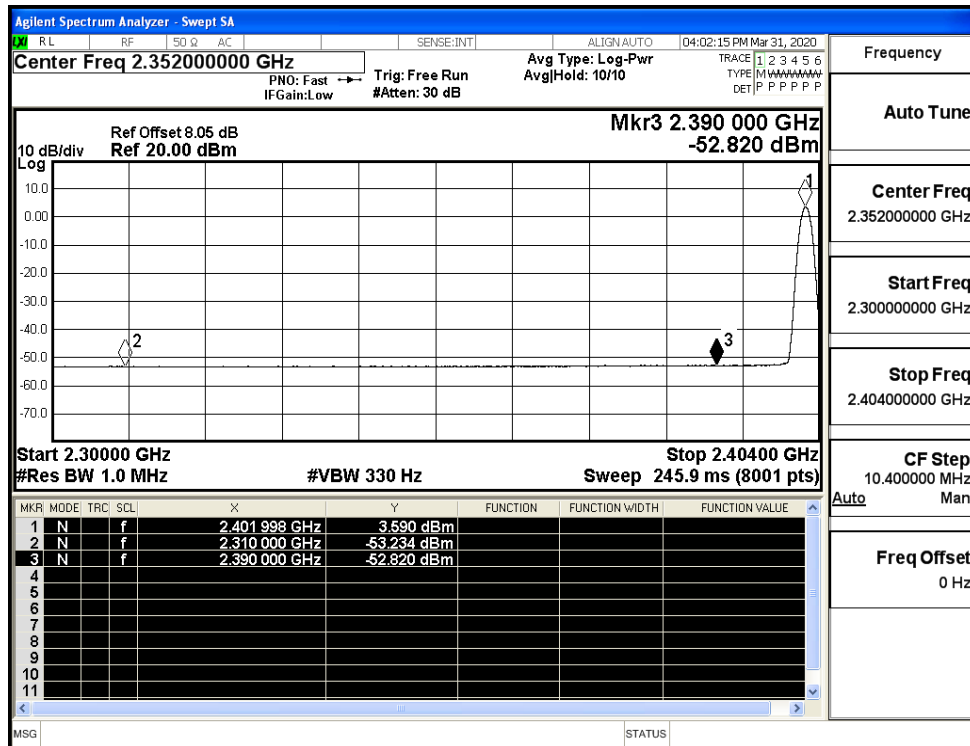 Agilent Spectrum Analyzer - Swept SA
LXI RL RF 50 Ω AC SENSE:INT ALIGNAUTO 04:02:15 PM Mar 31, 2020
Center Freq 2.352000000 GHz
PNO: Fast
IFGain:Low
Trig: Free Run
#Atten: 30 dB
Avg Type: Log-Pwr
Avg|Hold: 10/10
TRACE 1 2 3 4 5 6
TYPE M W W W W W
DET P P P P P P
Ref Offset 8.05 dB
Ref 20.00 dBm
10 dB/div
Log
Mkr3 2.390 000 GHz
-52.820 dBm
10.0
0.00
-10.0
-20.0
-30.0
-40.0
-50.0
-60.0
-70.0
1
2
3
Start 2.30000 GHz Stop 2.40400 GHz
#Res BW 1.0 MHz #VBW 330 Hz Sweep 245.9 ms (8001 pts)
MKR MODE TRC SCL X Y FUNCTION FUNCTION WIDTH FUNCTION VALUE
1 N f 2.401 998 GHz 3.590 dBm
2 N f 2.310 000 GHz -53.234 dBm
3 N f 2.390 000 GHz -52.820 dBm
4
5
6
7
8
9
10
11
MSG STATUS
Frequency
Auto Tune
Center Freq
2.352000000 GHz
Start Freq
2.300000000 GHz
Stop Freq
2.404000000 GHz
CF Step
10.400000 MHz
Auto Man
Freq Offset
0 Hz